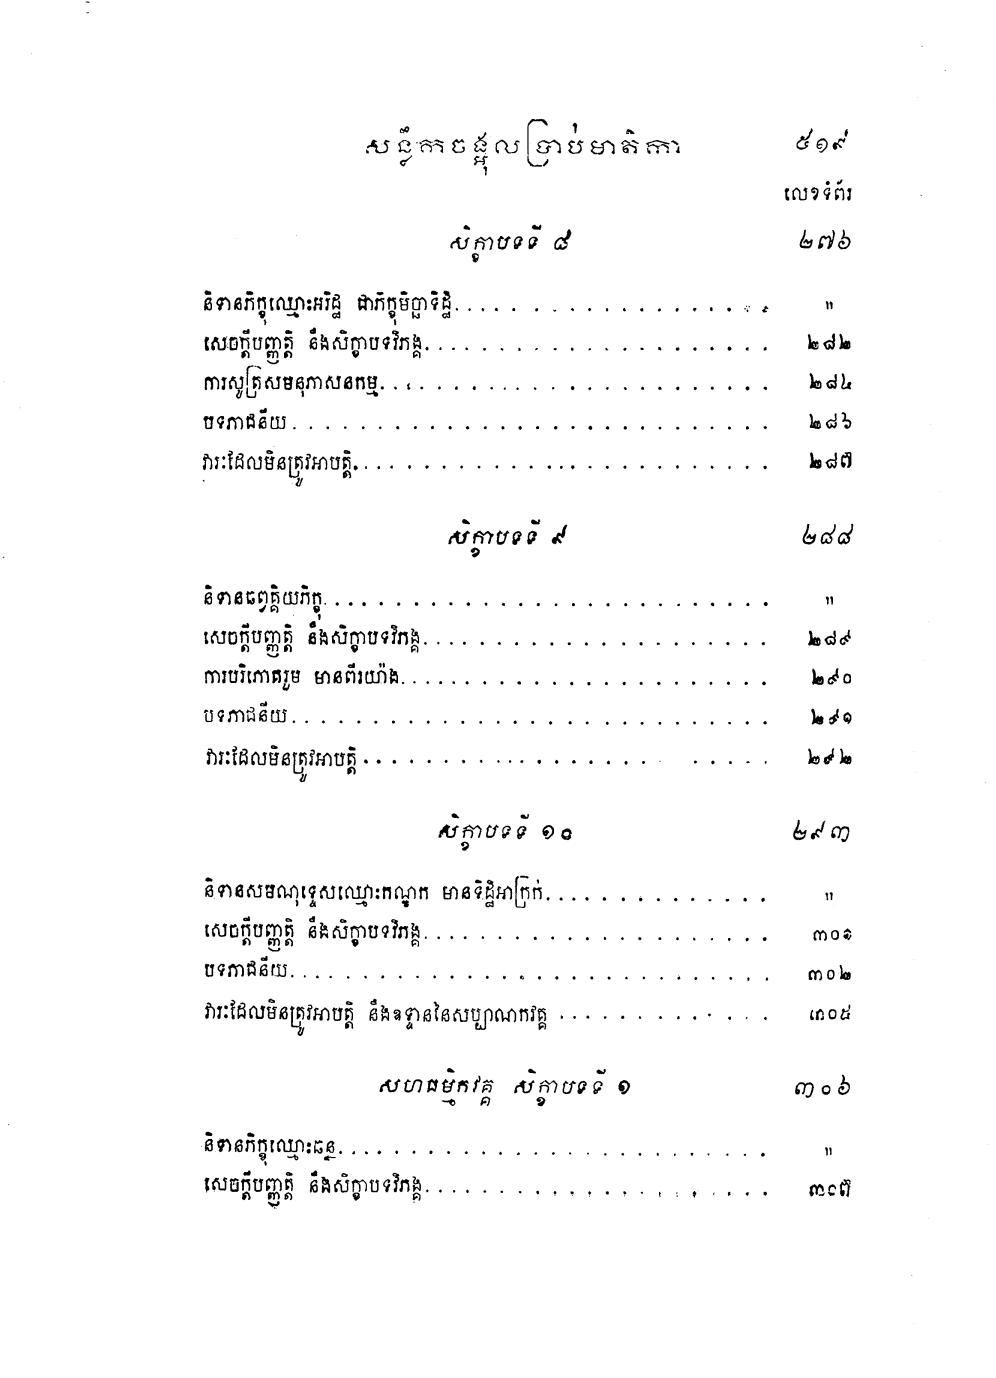 សន្លឹកចង្អុលប្រាប់មាតិកា ៥១៩
លេខទំព័រ
សិក្ខាបទទី ៨ ២៧៦
និទានភិក្ខុឈ្មោះអរិដ្ឋ ជាភិក្ខុមិច្ឆាទិដ្ឋិ. . . . . . . . . . . . . . . . . . . . . "
សេចក្តីបញ្ញត្តិ នឹងសិក្ខាបទវិភង្គ. . . . . . . . . . . . . . . . . . . . . . ២៨២
ការសូត្រសមនុភាសនកម្ម. . . . . . . . . . . . . . . . . . . . . . . . ២៨៤
បទភាជនីយ. . . . . . . . . . . . . . . . . . . . . . . . . . . . . ២៨៦
វារៈដែលមិនត្រូវអាបត្តិ. . . . . . . . . . . . . . . . . . . . . . . . . . ២៨៧
សិក្ខាបទទី ៩ ២៨៨
និទានឆព្វគ្គិយភិក្ខុ. . . . . . . . . . . . . . . . . . . . . . . . . . . "
សេចក្តីបញ្ញត្តិ នឹងសិក្ខាបទវិភង្គ. . . . . . . . . . . . . . . . . . . . . . ២៨៩
ការបរិភោគរួម មានពីរយ៉ាង. . . . . . . . . . . . . . . . . . . . . . . ២៩០
បទភាជនីយ. . . . . . . . . . . . . . . . . . . . . . . . . . . . . ២៩១
វារៈដែលមិនត្រូវអាបត្តិ . . . . . . . . . . . . . . . . . . . . . . . . ២៩២
សិក្ខាបទទី ១០ ២៩៣
និទានសមណុទ្ទេសឈ្មោះកណ្ឌក មានទិដ្ឋិអាក្រក់. . . . . . . . . . . . . . "
សេចក្តីបញ្ញត្តិ នឹងសិក្ខាបទវិភង្គ. . . . . . . . . . . . . . . . . . . . . . ៣០១
បទភាជនីយ. . . . . . . . . . . . . . . . . . . . . . . . . . . . . ៣០២
វារៈដែលមិនត្រូវអាបត្តិ នឹងឧទ្ទាននៃសប្បាណកវគ្គ . . . . . . . . . . . . . ៣០៥
សហធម្មិកវគ្គ សិក្ខាបទទី ១ ៣០៦
និទានភិក្ខុឈ្មោះឆន្ន. . . . . . . . . . . . . . . . . . . . . . . . . . "
សេចក្តីបញ្ញត្តិ នឹងសិក្ខាបទវិភង្គ. . . . . . . . . . . . . . . . . . . . . . ៣០៧